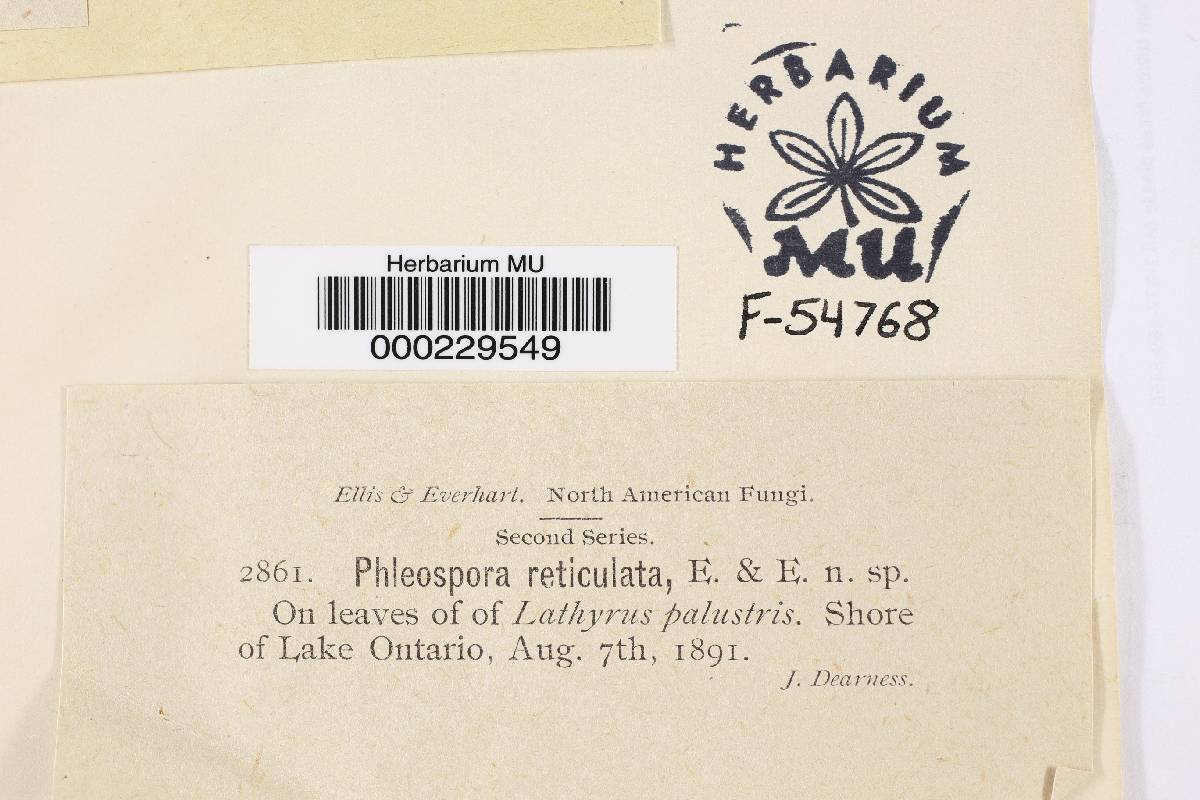 HERBARIUM
MU
F-54768
Herbarium MU
000229549
Ellis & Everhart. North American Fungi.
Second Series.
2861. Phleospora reticulata, E. & E. n. sp.
On leaves of of Lathyrus palustris. Shore
of Lake Ontario, Aug. 7th, 1891.
J. Dearness.